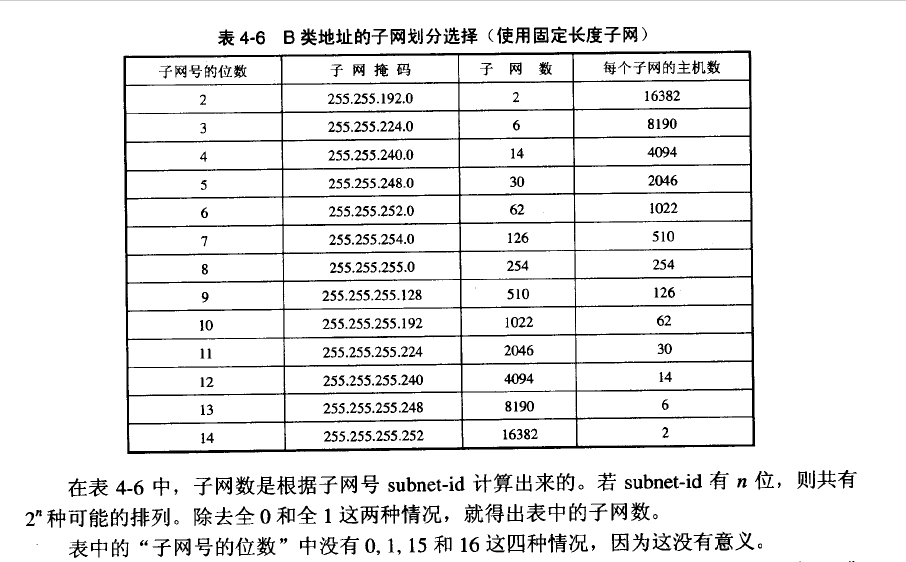 表 4-6 B 类地址的子网划分选择（使用固定长度子网）
子网号的位数 子 网 掩 码 子 网 数 每个子网的主机数
2 255.255.192.0 2 16382
3 255.255.224.0 6 8190
4 255.255.240.0 14 4094
5 255.255.248.0 30 2046
6 255.255.252.0 62 1022
7 255.255.254.0 126 510
8 255.255.255.0 254 254
9 255.255.255.128 510 126
10 255.255.255.192 1022 62
11 255.255.255.224 2046 30
12 255.255.255.240 4094 14
13 255.255.255.248 8190 6
14 255.255.255.252 16382 2
在表 4-6 中，子网数是根据子网号 subnet-id 计算出来的。若 subnet-id 有 n 位，则共有
2ⁿ种可能的排列。除去全 0 和全 1 这两种情况，就得出表中的子网数。
表中的“子网号的位数”中没有 0, 1, 15 和 16 这四种情况，因为这没有意义。